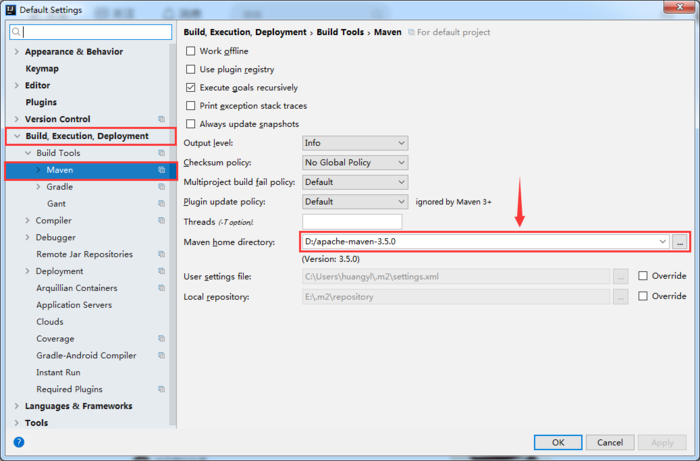 Default Settings
Appearance & Behavior
Keymap
Editor
Plugins
Version Control
Build, Execution, Deployment
Build Tools
Maven
Gradle
Gant
Compiler
Debugger
Remote Jar Repositories
Deployment
Arquillian Containers
Application Servers
Clouds
Coverage
Gradle-Android Compiler
Instant Run
Required Plugins
Languages & Frameworks
Tools
Build, Execution, Deployment › Build Tools › Maven For default project
Work offline
Use plugin registry
Execute goals recursively
Print exception stack traces
Always update snapshots
Output level: Info
Checksum policy: No Global Policy
Multiproject build fail policy: Default
Plugin update policy: Default ignored by Maven 3+
Threads (-T option):
Maven home directory: D:/apache-maven-3.5.0 ...
(Version: 3.5.0)
User settings file: C:\Users\huangyl\.m2\settings.xml ... Override
Local repository: E:\.m2\repository ... Override
? OK Cancel Apply